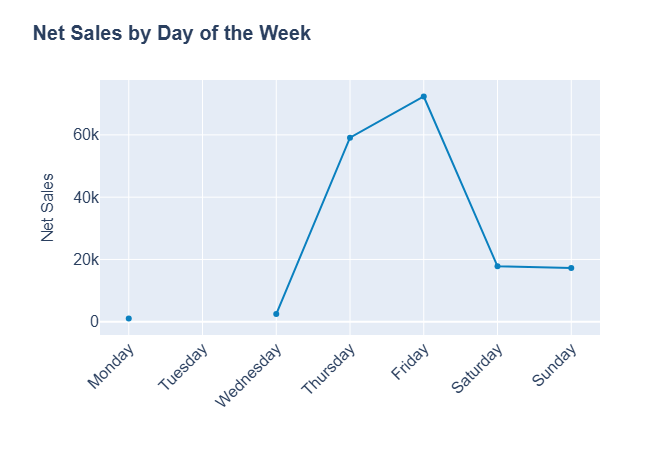 Net Sales by Day of the Week
Net Sales
60k
40k
20k
0
Monday
Tuesday
Wednesday
Thursday
Friday
Saturday
Sunday